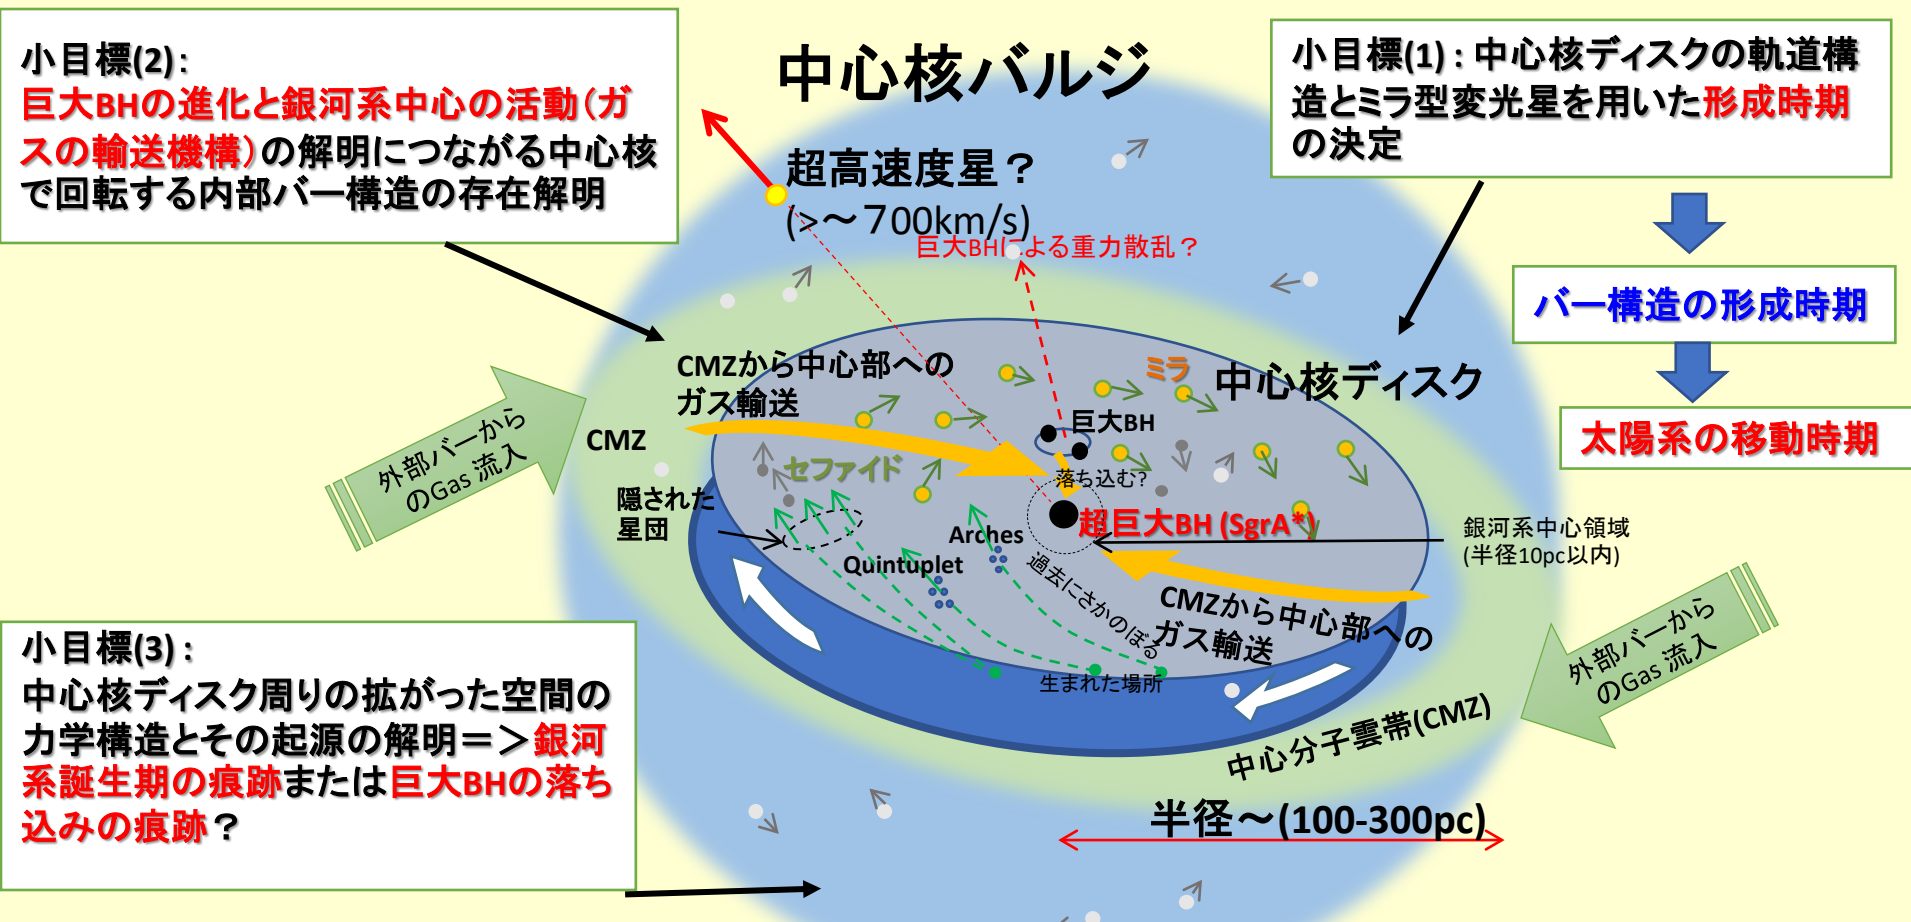 小目標(2)：
巨大BHの進化と銀河系中心の活動（ガ
スの輸送機構）の解明につながる中心核
で回転する内部バー構造の存在解明
中心核バルジ
超高速度星？
(>～７00km/s)
巨大BHによる重力散乱？
小目標(1)：中心核ディスクの軌道構
造とミラ型変光星を用いた形成時期
の決定
バー構造の形成時期
太陽系の移動時期
CMZから中心部への
ガス輸送
ミラ
中心核ディスク
巨大BH
CMZ
外部バーから
のGas 流入
セファイド
落ち込む?
隠された
星団
超巨大BH (SgrA*)
Arches
Quintuplet
銀河系中心領域
(半径10pc以内)
過去にさかのぼる
CMZから中心部への
ガス輸送
生まれた場所
外部バーから
のGas 流入
中心分子雲帯(CMZ)
半径～(100-300pc)
小目標(3)：
中心核ディスク周りの拡がった空間の
力学構造とその起源の解明＝＞銀河
系誕生期の痕跡または巨大BHの落ち
込みの痕跡？